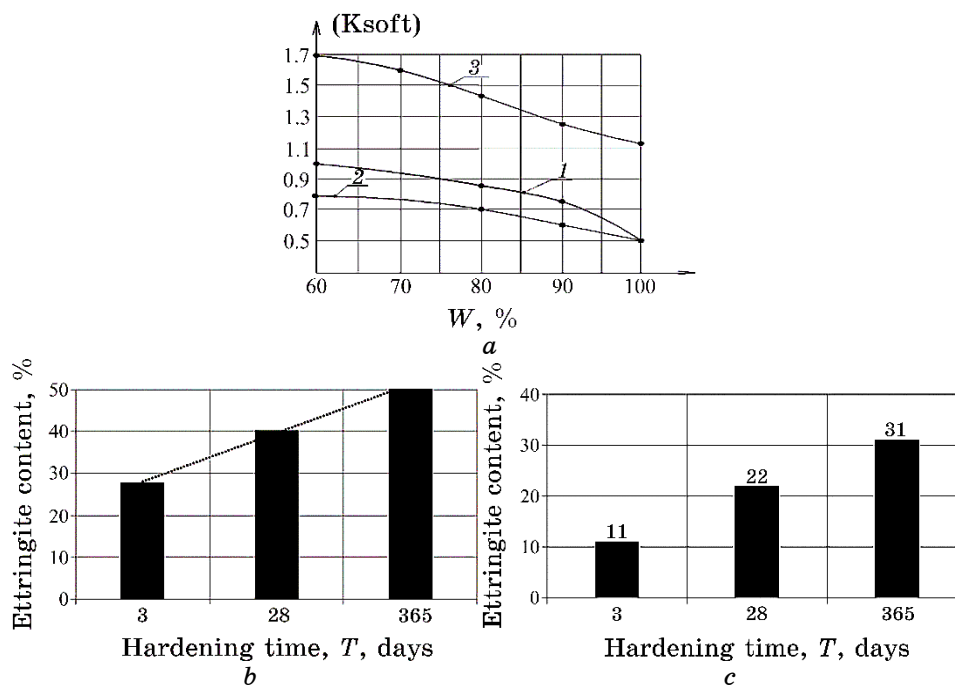 (Ksoft)
1.7
1.5
1.3
1.1
0.9
0.7
0.5
3
1
2
60 70 80 90 100
W, %
a
Ettringite content, %
50
40
30
20
10
0
3 28 365
Hardening time, T, days
b
Ettringite content, %
40
30
20
10
0
11
22
31
3 28 365
Hardening time, T, days
c